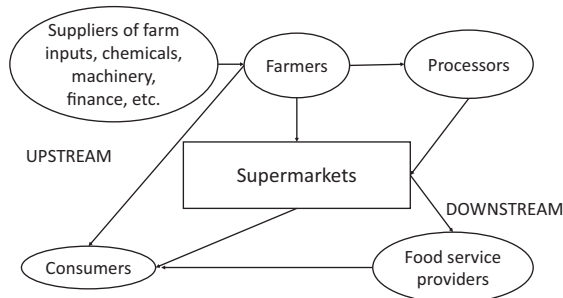 Suppliers of farm
inputs, chemicals,
machinery,
finance, etc.
Farmers
Processors
UPSTREAM
Supermarkets
DOWNSTREAM
Consumers
Food service
providers